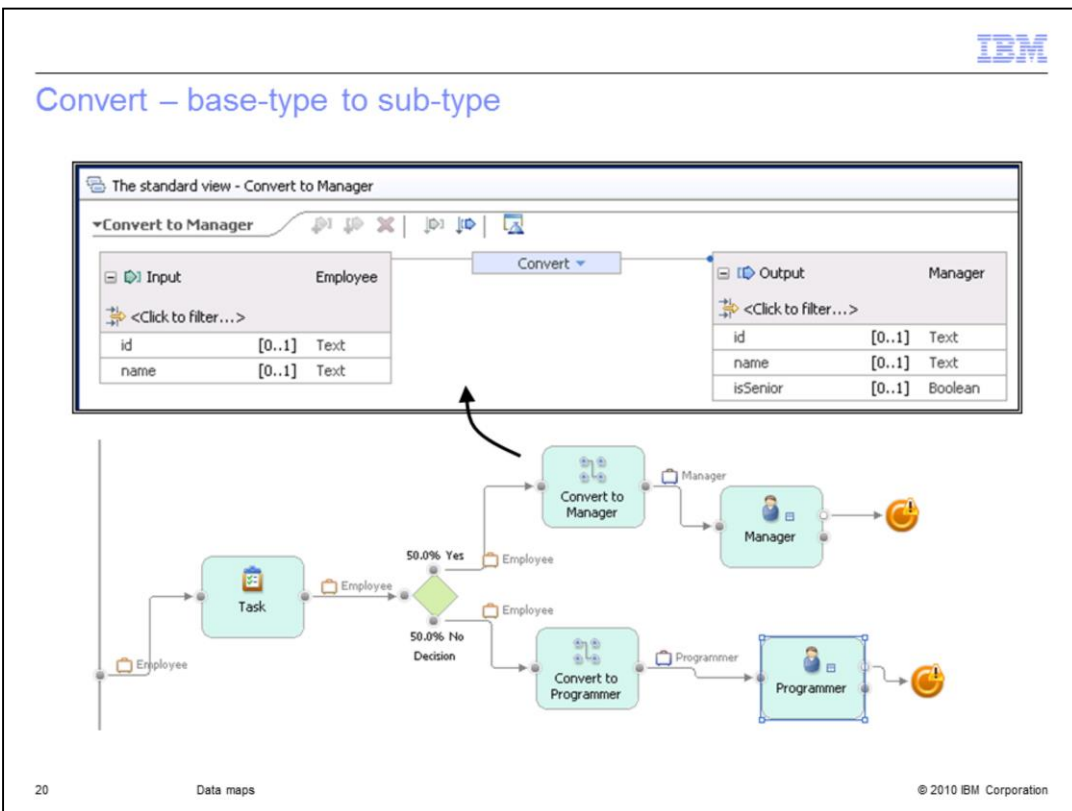 IBM
Convert – base-type to sub-type
The standard view - Convert to Manager
Convert to Manager
Convert
Input Employee
<Click to filter...>
id [0..1] Text
name [0..1] Text
Output Manager
<Click to filter...>
id [0..1] Text
name [0..1] Text
isSenior [0..1] Boolean
Convert to
Manager
Manager
Manager
50.0% Yes
Employee
Task
Employee
Employee
50.0% No
Decision
Employee
Convert to
Programmer
Programmer
Programmer
20 Data maps © 2010 IBM Corporation